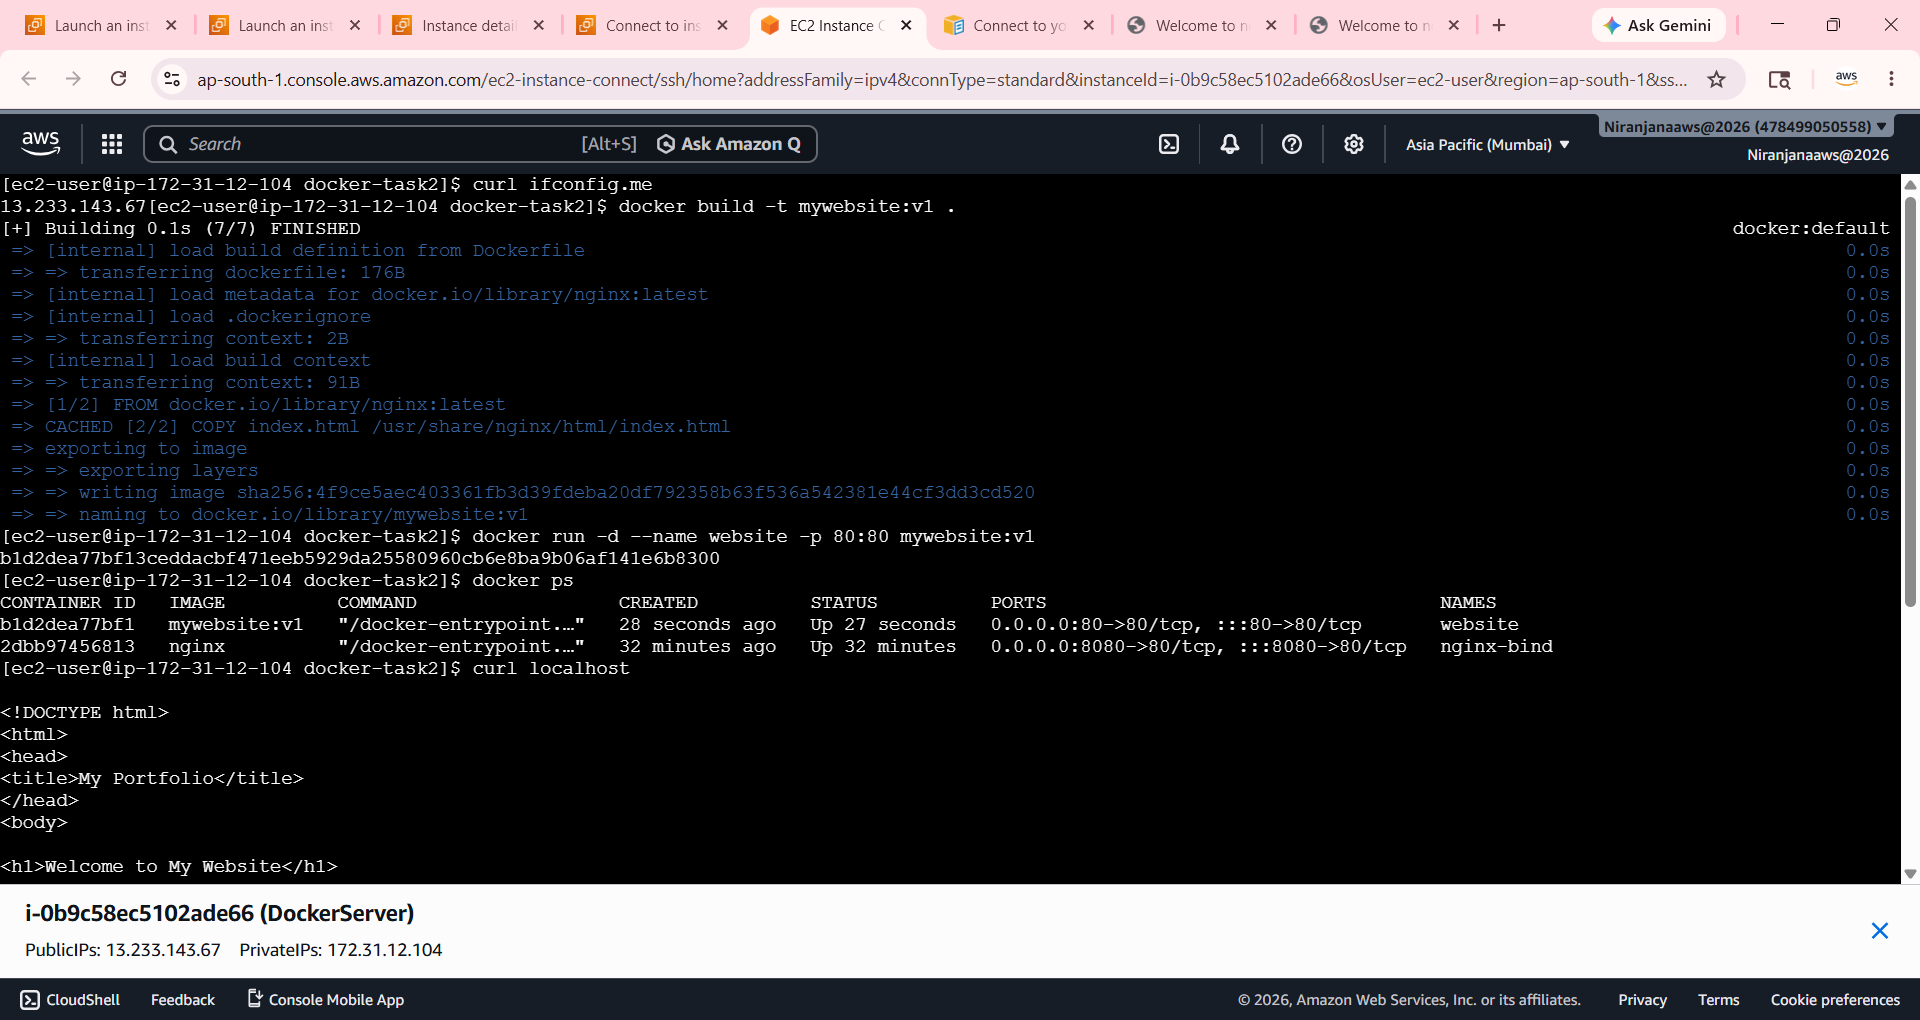 Launch an inst
Launch an inst
Instance detail
Connect to ins
EC2 Instance C
Connect to yo
Welcome to n
Welcome to n
Ask Gemini
ap-south-1.console.aws.amazon.com/ec2-instance-connect/ssh/home?addressFamily=ipv4&connType=standard&instanceId=i-0b9c58ec5102ade66&osUser=ec2-user&region=ap-south-1&ss...
aws
aws
Search [Alt+S] Ask Amazon Q
Asia Pacific (Mumbai) ▼
Niranjanaaws@2026 (478499050558) ▼
Niranjanaaws@2026
[ec2-user@ip-172-31-12-104 docker-task2]$ curl ifconfig.me
13.233.143.67[ec2-user@ip-172-31-12-104 docker-task2]$ docker build -t mywebsite:v1 .
[+] Building 0.1s (7/7) FINISHED docker:default
=> [internal] load build definition from Dockerfile 0.0s
=> => transferring dockerfile: 176B 0.0s
=> [internal] load metadata for docker.io/library/nginx:latest 0.0s
=> [internal] load .dockerignore 0.0s
=> => transferring context: 2B 0.0s
=> [internal] load build context 0.0s
=> => transferring context: 91B 0.0s
=> [1/2] FROM docker.io/library/nginx:latest 0.0s
=> CACHED [2/2] COPY index.html /usr/share/nginx/html/index.html 0.0s
=> exporting to image 0.0s
=> => exporting layers 0.0s
=> => writing image sha256:4f9ce5aec403361fb3d39fdeba20df792358b63f536a542381e44cf3dd3cd520 0.0s
=> => naming to docker.io/library/mywebsite:v1 0.0s
[ec2-user@ip-172-31-12-104 docker-task2]$ docker run -d --name website -p 80:80 mywebsite:v1
b1d2dea77bf13ceddacbf471eeb5929da25580960cb6e8ba9b06af141e6b8300
[ec2-user@ip-172-31-12-104 docker-task2]$ docker ps
CONTAINER ID IMAGE COMMAND CREATED STATUS PORTS NAMES
b1d2dea77bf1 mywebsite:v1 "/docker-entrypoint.…" 28 seconds ago Up 27 seconds 0.0.0.0:80->80/tcp, :::80->80/tcp website
2dbb97456813 nginx "/docker-entrypoint.…" 32 minutes ago Up 32 minutes 0.0.0.0:8080->80/tcp, :::8080->80/tcp nginx-bind
[ec2-user@ip-172-31-12-104 docker-task2]$ curl localhost
<!DOCTYPE html>
<html>
<head>
<title>My Portfolio</title>
</head>
<body>
<h1>Welcome to My Website</h1>
i-0b9c58ec5102ade66 (DockerServer)
PublicIPs: 13.233.143.67 PrivateIPs: 172.31.12.104
CloudShell Feedback Console Mobile App © 2026, Amazon Web Services, Inc. or its affiliates. Privacy Terms Cookie preferences